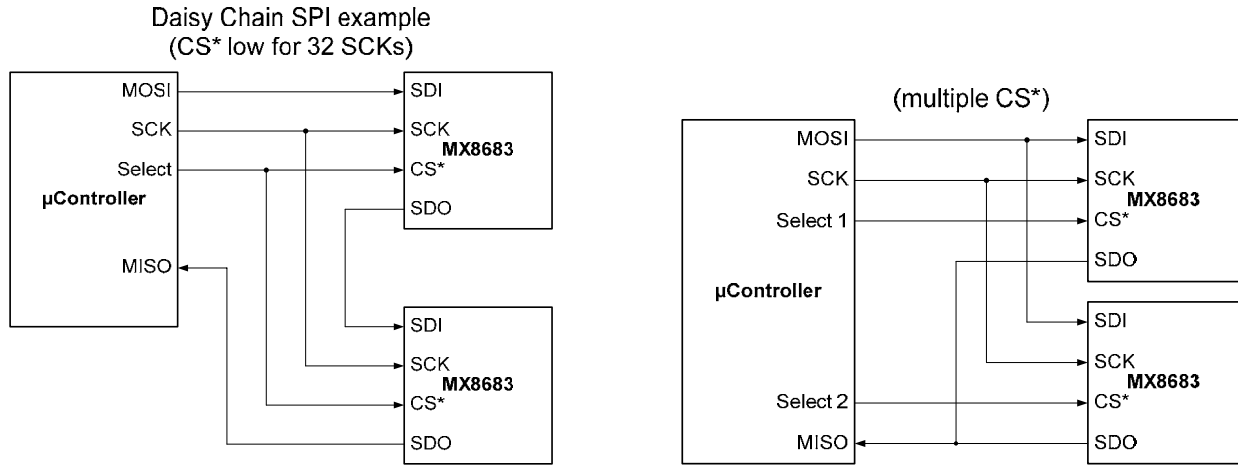 Daisy Chain SPI example
(CS* low for 32 SCKs)
MOSI
SCK
Select
µController
MISO
SDI
SCK
MX8683
CS*
SDO
SDI
SCK
MX8683
CS*
SDO
(multiple CS*)
MOSI
SCK
Select 1
µController
Select 2
MISO
SDI
SCK
MX8683
CS*
SDO
SDI
SCK
MX8683
CS*
SDO